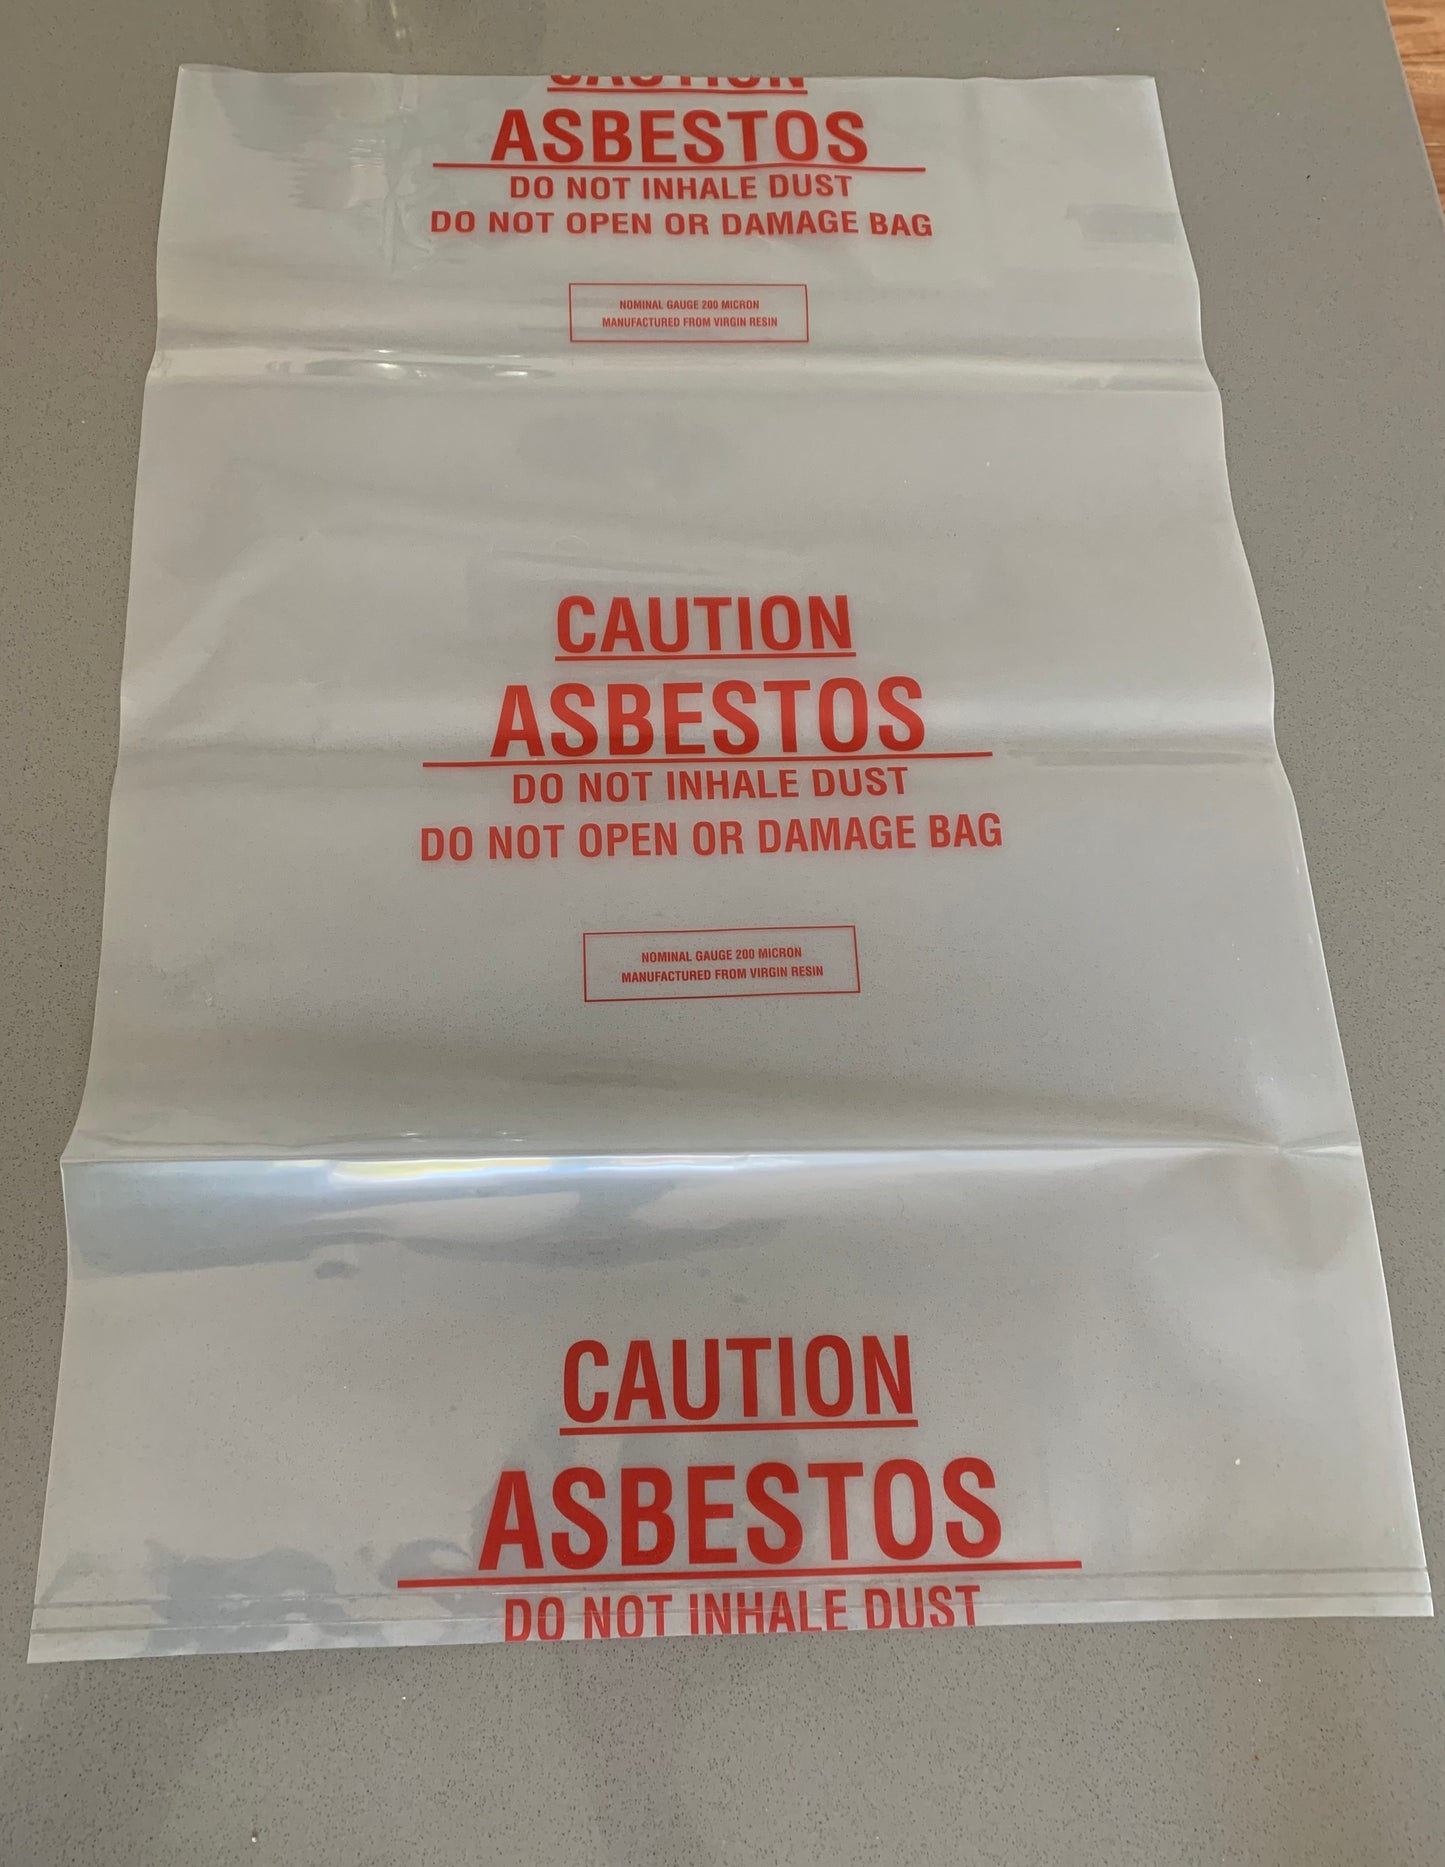 CAUTION
ASBESTOS
DO NOT INHALE DUST
DO NOT OPEN OR DAMAGE BAG
NOMINAL GAUGE 200 MICRON
MANUFACTURED FROM VIRGIN RESIN
CAUTION
ASBESTOS
DO NOT INHALE DUST
DO NOT OPEN OR DAMAGE BAG
NOMINAL GAUGE 200 MICRON
MANUFACTURED FROM VIRGIN RESIN
CAUTION
ASBESTOS
DO NOT INHALE DUST